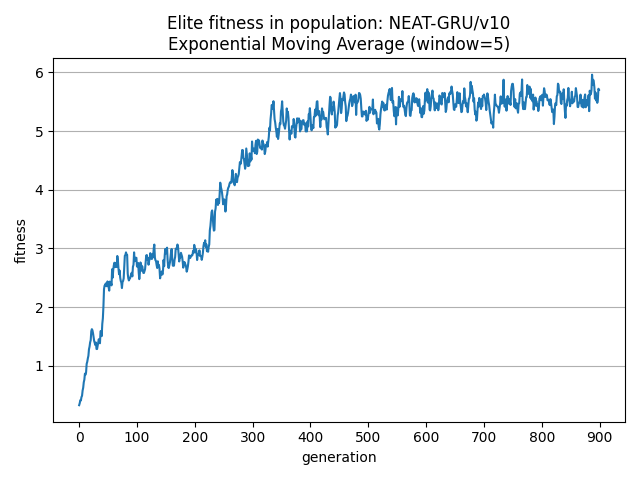 Elite fitness in population: NEAT-GRU/v10
Exponential Moving Average (window=5)
fitness
6
5
4
3
2
1
0 100 200 300 400 500 600 700 800 900
generation